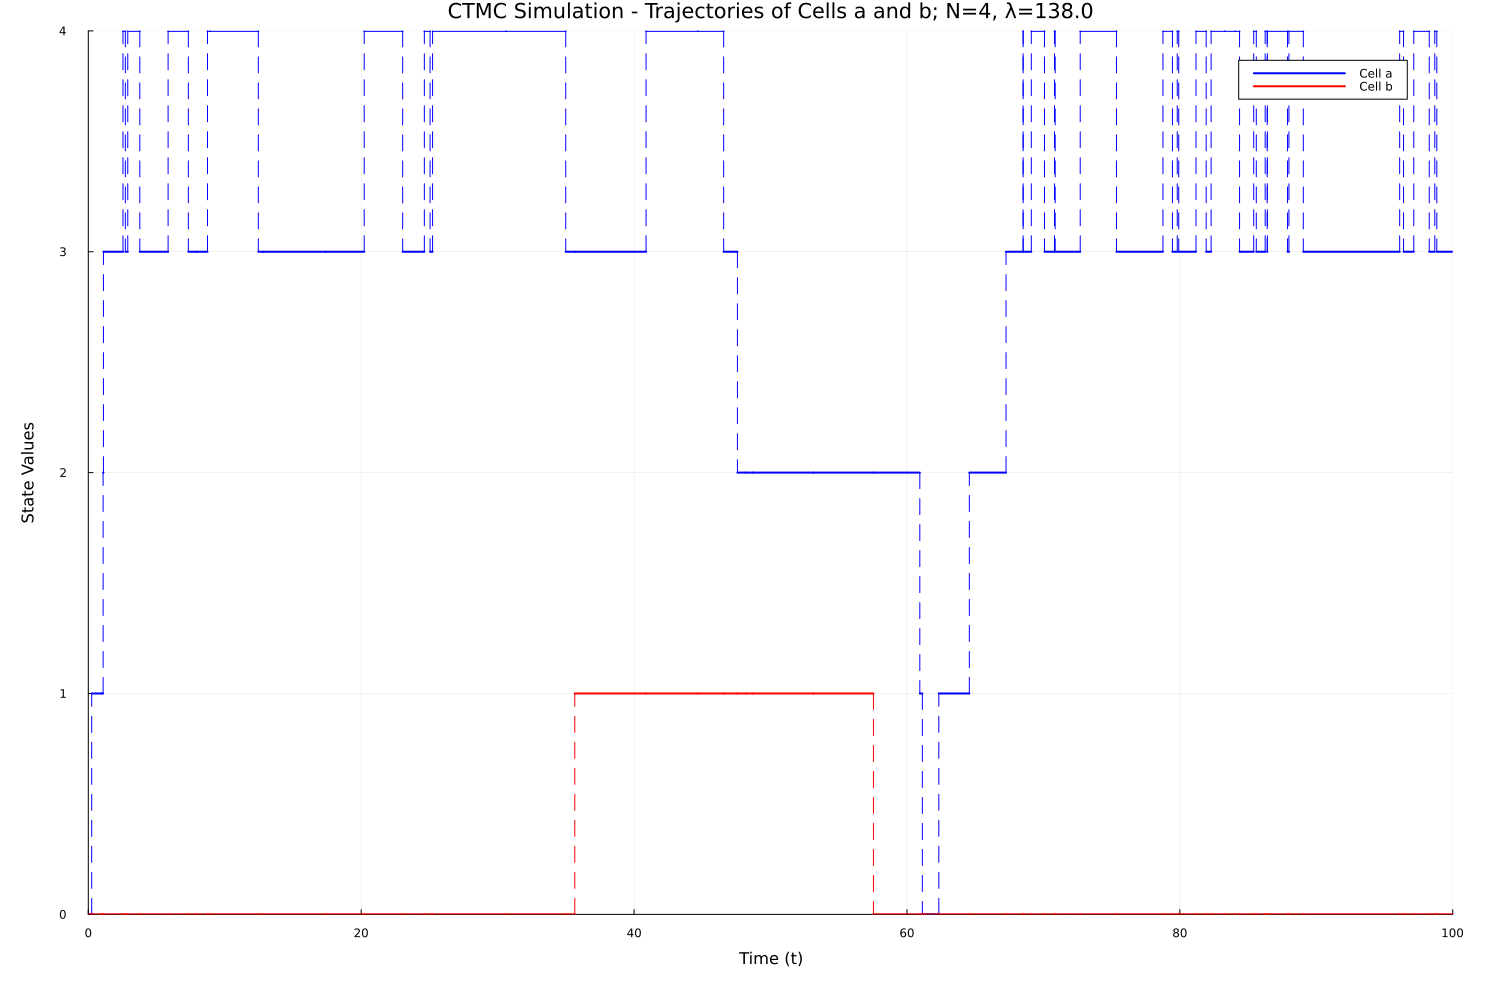 CTMC Simulation - Trajectories of Cells a and b; N=4, λ=138.0
4
Cell a
Cell b
3
State Values
2
1
0
0 20 40 60 80 100
Time (t)